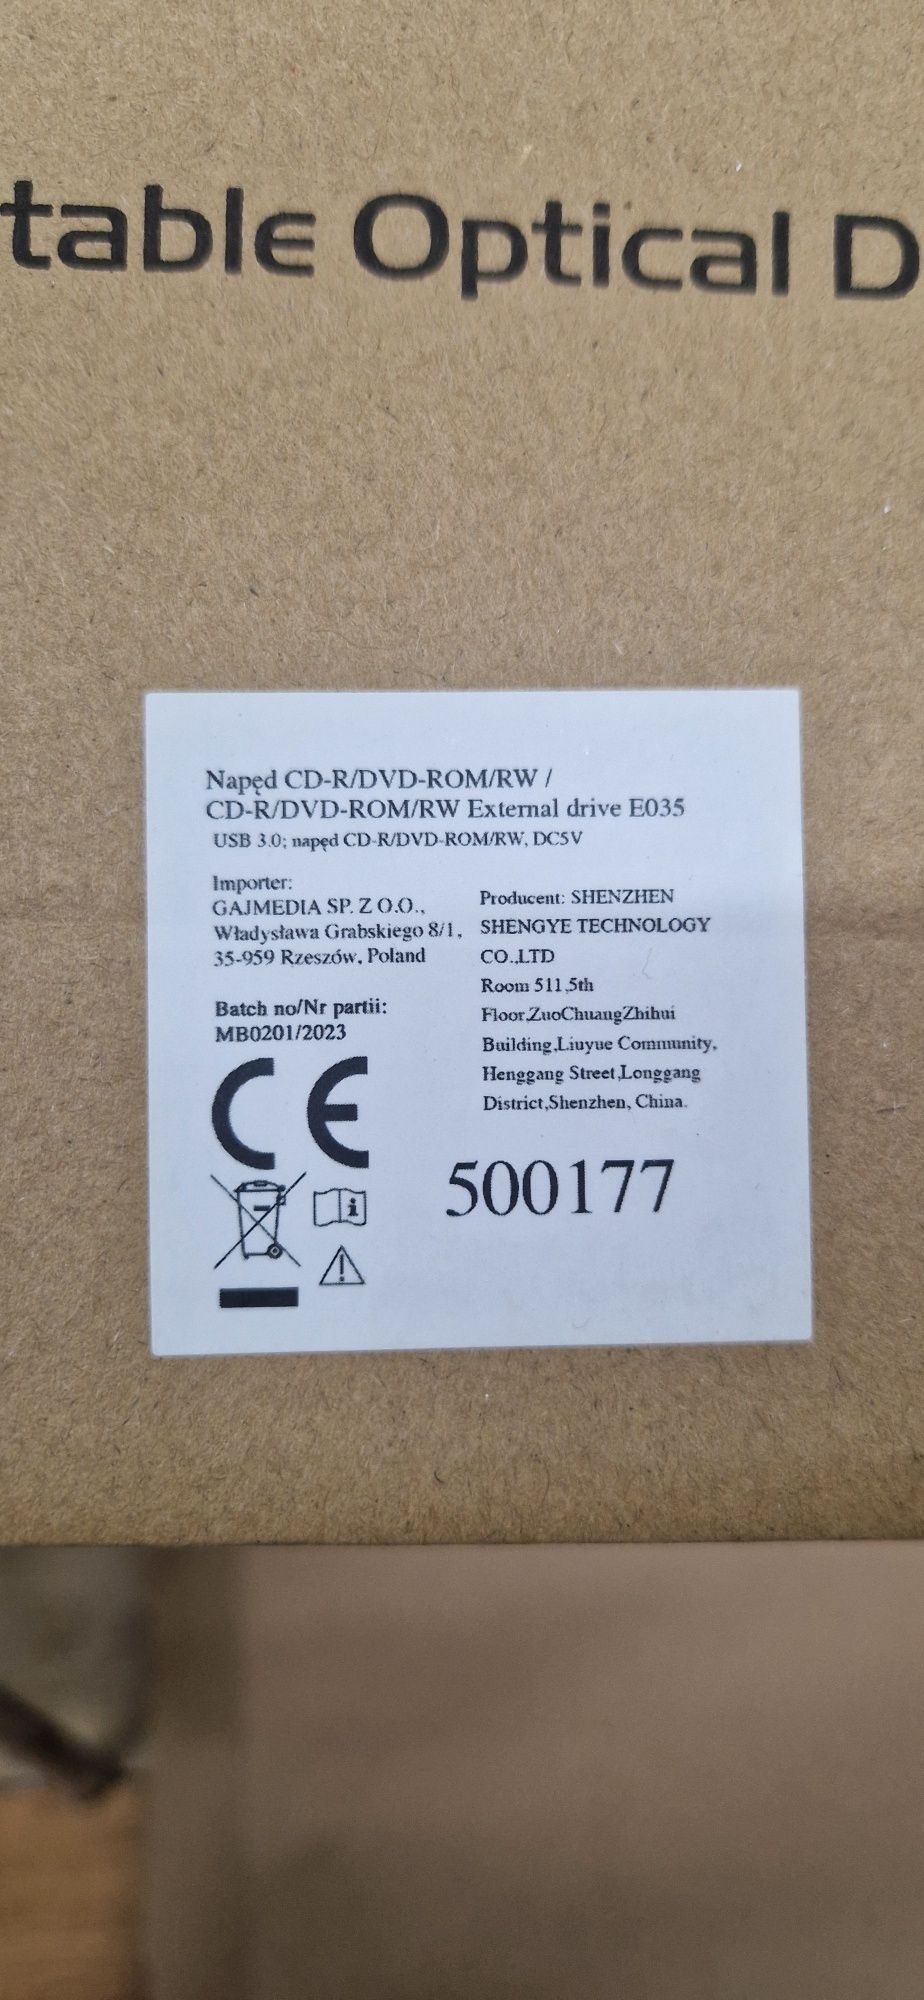 table Optical D
Napęd CD-R/DVD-ROM/RW /
CD-R/DVD-ROM/RW External drive E035
USB 3.0; napęd CD-R/DVD-ROM/RW, DC5V
Importer:
GAJMEDIA SP. Z O.O.,
Władysława Grabskiego 8/1,
35-959 Rzeszów, Poland
Batch no/Nr partii:
MB0201/2023
CE
Producent: SHENZHEN
SHENGYE TECHNOLOGY
CO.,LTD
Room 511,5th
Floor,ZuoChuangZhihui
Building,Liuyue Community,
Henggang Street,Longgang
District,Shenzhen, China.
500177